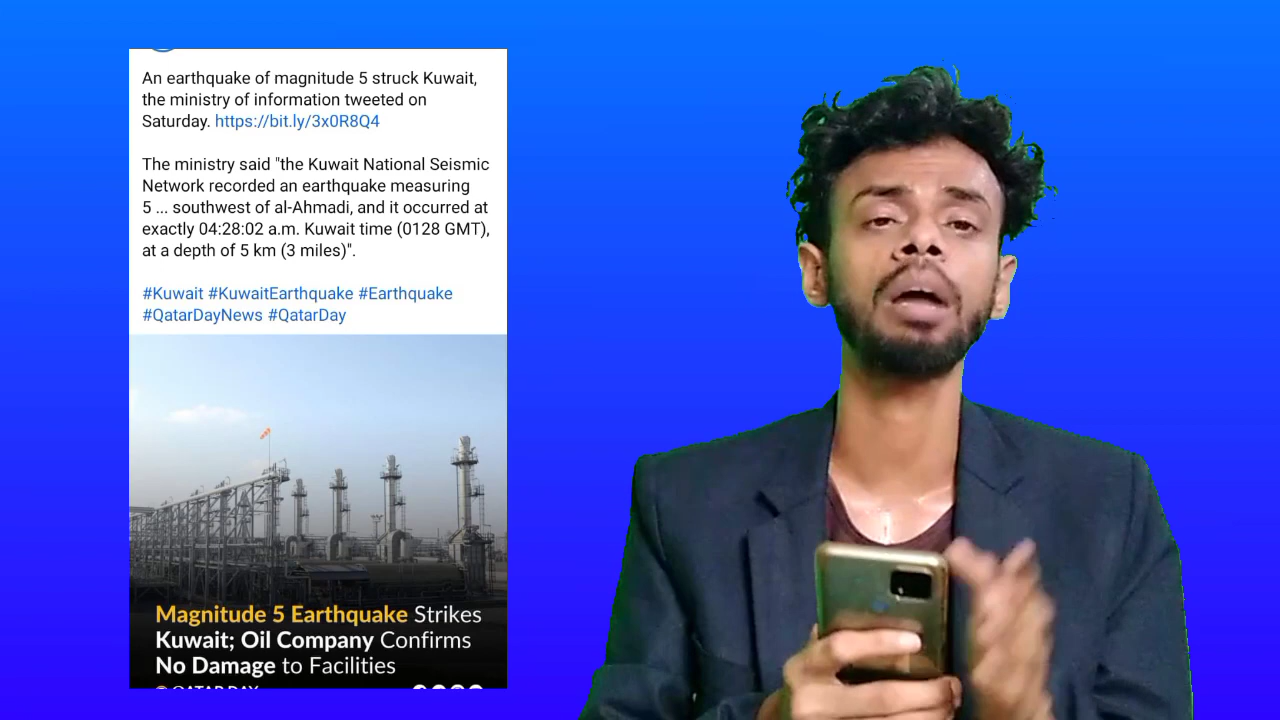 An earthquake of magnitude 5 struck Kuwait,
the ministry of information tweeted on
Saturday. https://bit.ly/3x0R8Q4
The ministry said "the Kuwait National Seismic
Network recorded an earthquake measuring
5 ... southwest of al-Ahmadi, and it occurred at
exactly 04:28:02 a.m. Kuwait time (0128 GMT),
at a depth of 5 km (3 miles)".
#Kuwait #KuwaitEarthquake #Earthquake
#QatarDayNews #QatarDay
Magnitude 5 Earthquake Strikes
Kuwait; Oil Company Confirms
No Damage to Facilities
QATAR DAY